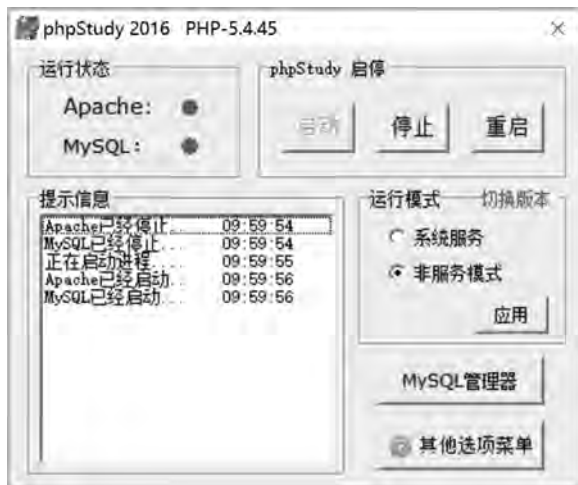 phpStudy 2016 PHP-5.4.45
运行状态
Apache:
MySQL:
phpStudy 启停
启动
停止
重启
提示信息
Apache已经停止... 09:59:54
MySQL已经停止... 09:59:54
正在启动进程..... 09:59:55
Apache已经启动... 09:59:56
MySQL已经启动... 09:59:56
运行模式 切换版本
系统服务
非服务模式
应用
MySQL管理器
其他选项菜单